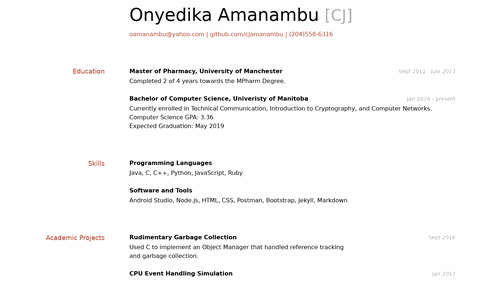 Onyedika Amanambu [CJ]
oamanambu@yahoo.com | github.com/cjamanambu | (204)558-6316
Education
Master of Pharmacy, University of Manchester
Sept 2012 - July 2013
Completed 2 of 4 years towards the MPharm Degree.
Bachelor of Computer Science, Univeristy of Manitoba
Jan 2014 - present
Currently enrolled in Technical Communication, Introduction to Cryptography, and Computer Networks.
Computer Science GPA: 3.36
Expected Graduation: May 2019
Skills
Programming Languages
Java, C, C++, Python, JavaScript, Ruby
Software and Tools
Android Studio, Node.js, HTML, CSS, Postman, Bootstrap, Jekyll, Markdown
Academic Projects
Rudimentary Garbage Collection
Sept 2016
Used C to implement an Object Manager that handled reference tracking
and garbage collection.
CPU Event Handling Simulation
Jan 2017